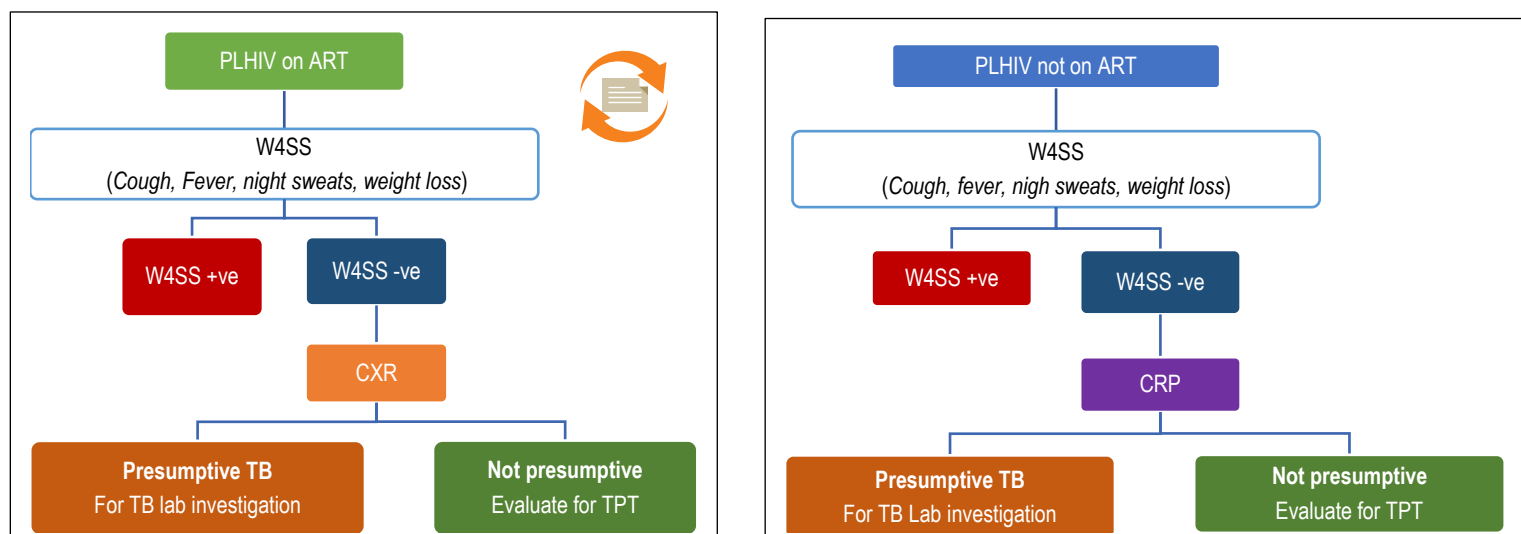 PLHIV on ART
W4SS
(Cough, Fever, night sweats, weight loss)
W4SS +ve
W4SS -ve
CXR
Presumptive TB
For TB lab investigation
Not presumptive
Evaluate for TPT
PLHIV not on ART
W4SS
(Cough, fever, nigh sweats, weight loss)
W4SS +ve
W4SS -ve
CRP
Presumptive TB
For TB Lab investigation
Not presumptive
Evaluate for TPT